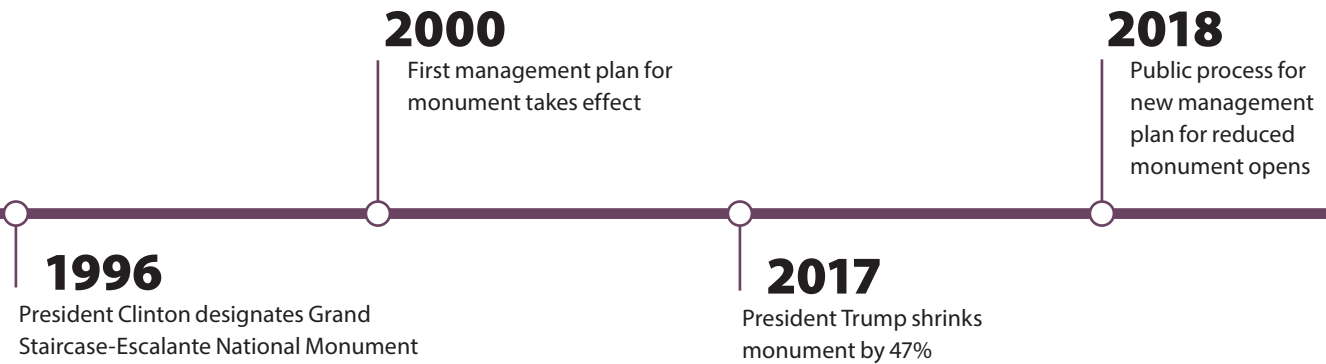 1996
President Clinton designates Grand
Staircase-Escalante National Monument
2000
First management plan for
monument takes effect
2017
President Trump shrinks
monument by 47%
2018
Public process for
new management
plan for reduced
monument opens